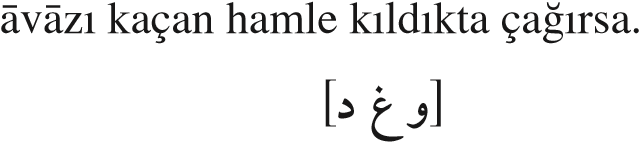 āvāzı kaçan hamle kıldıkta çağırsa.
[و غ د]